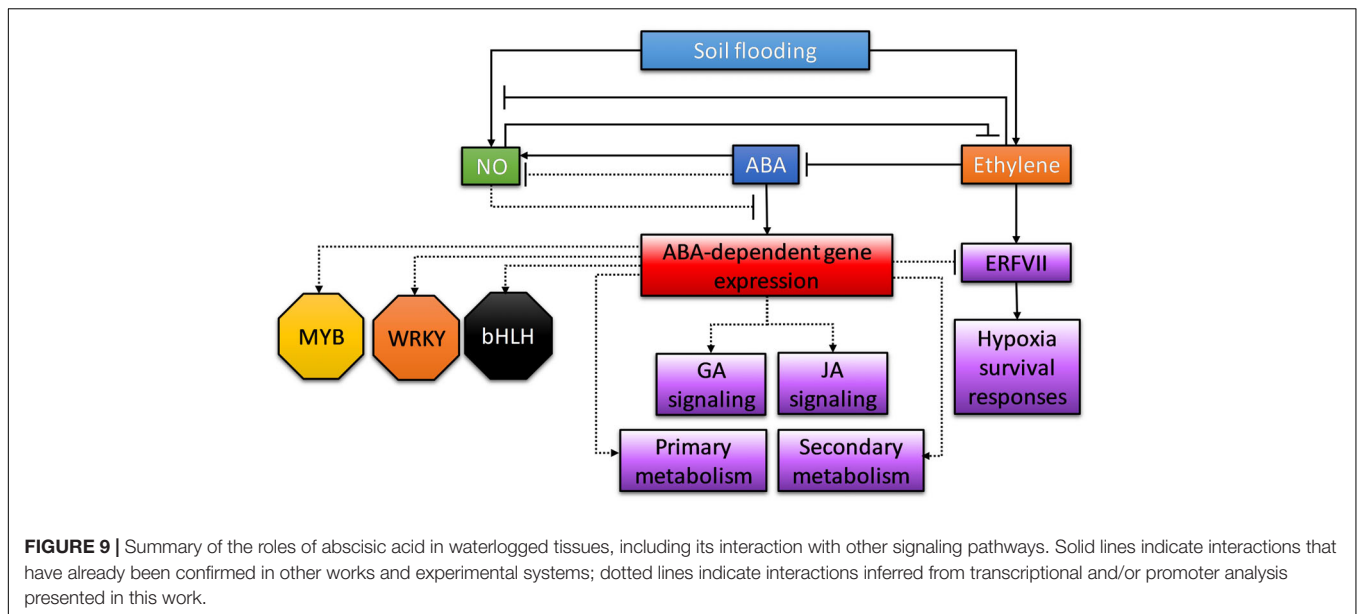 Soil flooding
NO
ABA
Ethylene
ABA-dependent gene
expression
ERFVII
MYB
WRKY
bHLH
GA
signaling
JA
signaling
Hypoxia
survival
responses
Primary
metabolism
Secondary
metabolism
FIGURE 9 | Summary of the roles of abscisic acid in waterlogged tissues, including its interaction with other signaling pathways. Solid lines indicate interactions that
have already been confirmed in other works and experimental systems; dotted lines indicate interactions inferred from transcriptional and/or promoter analysis
presented in this work.